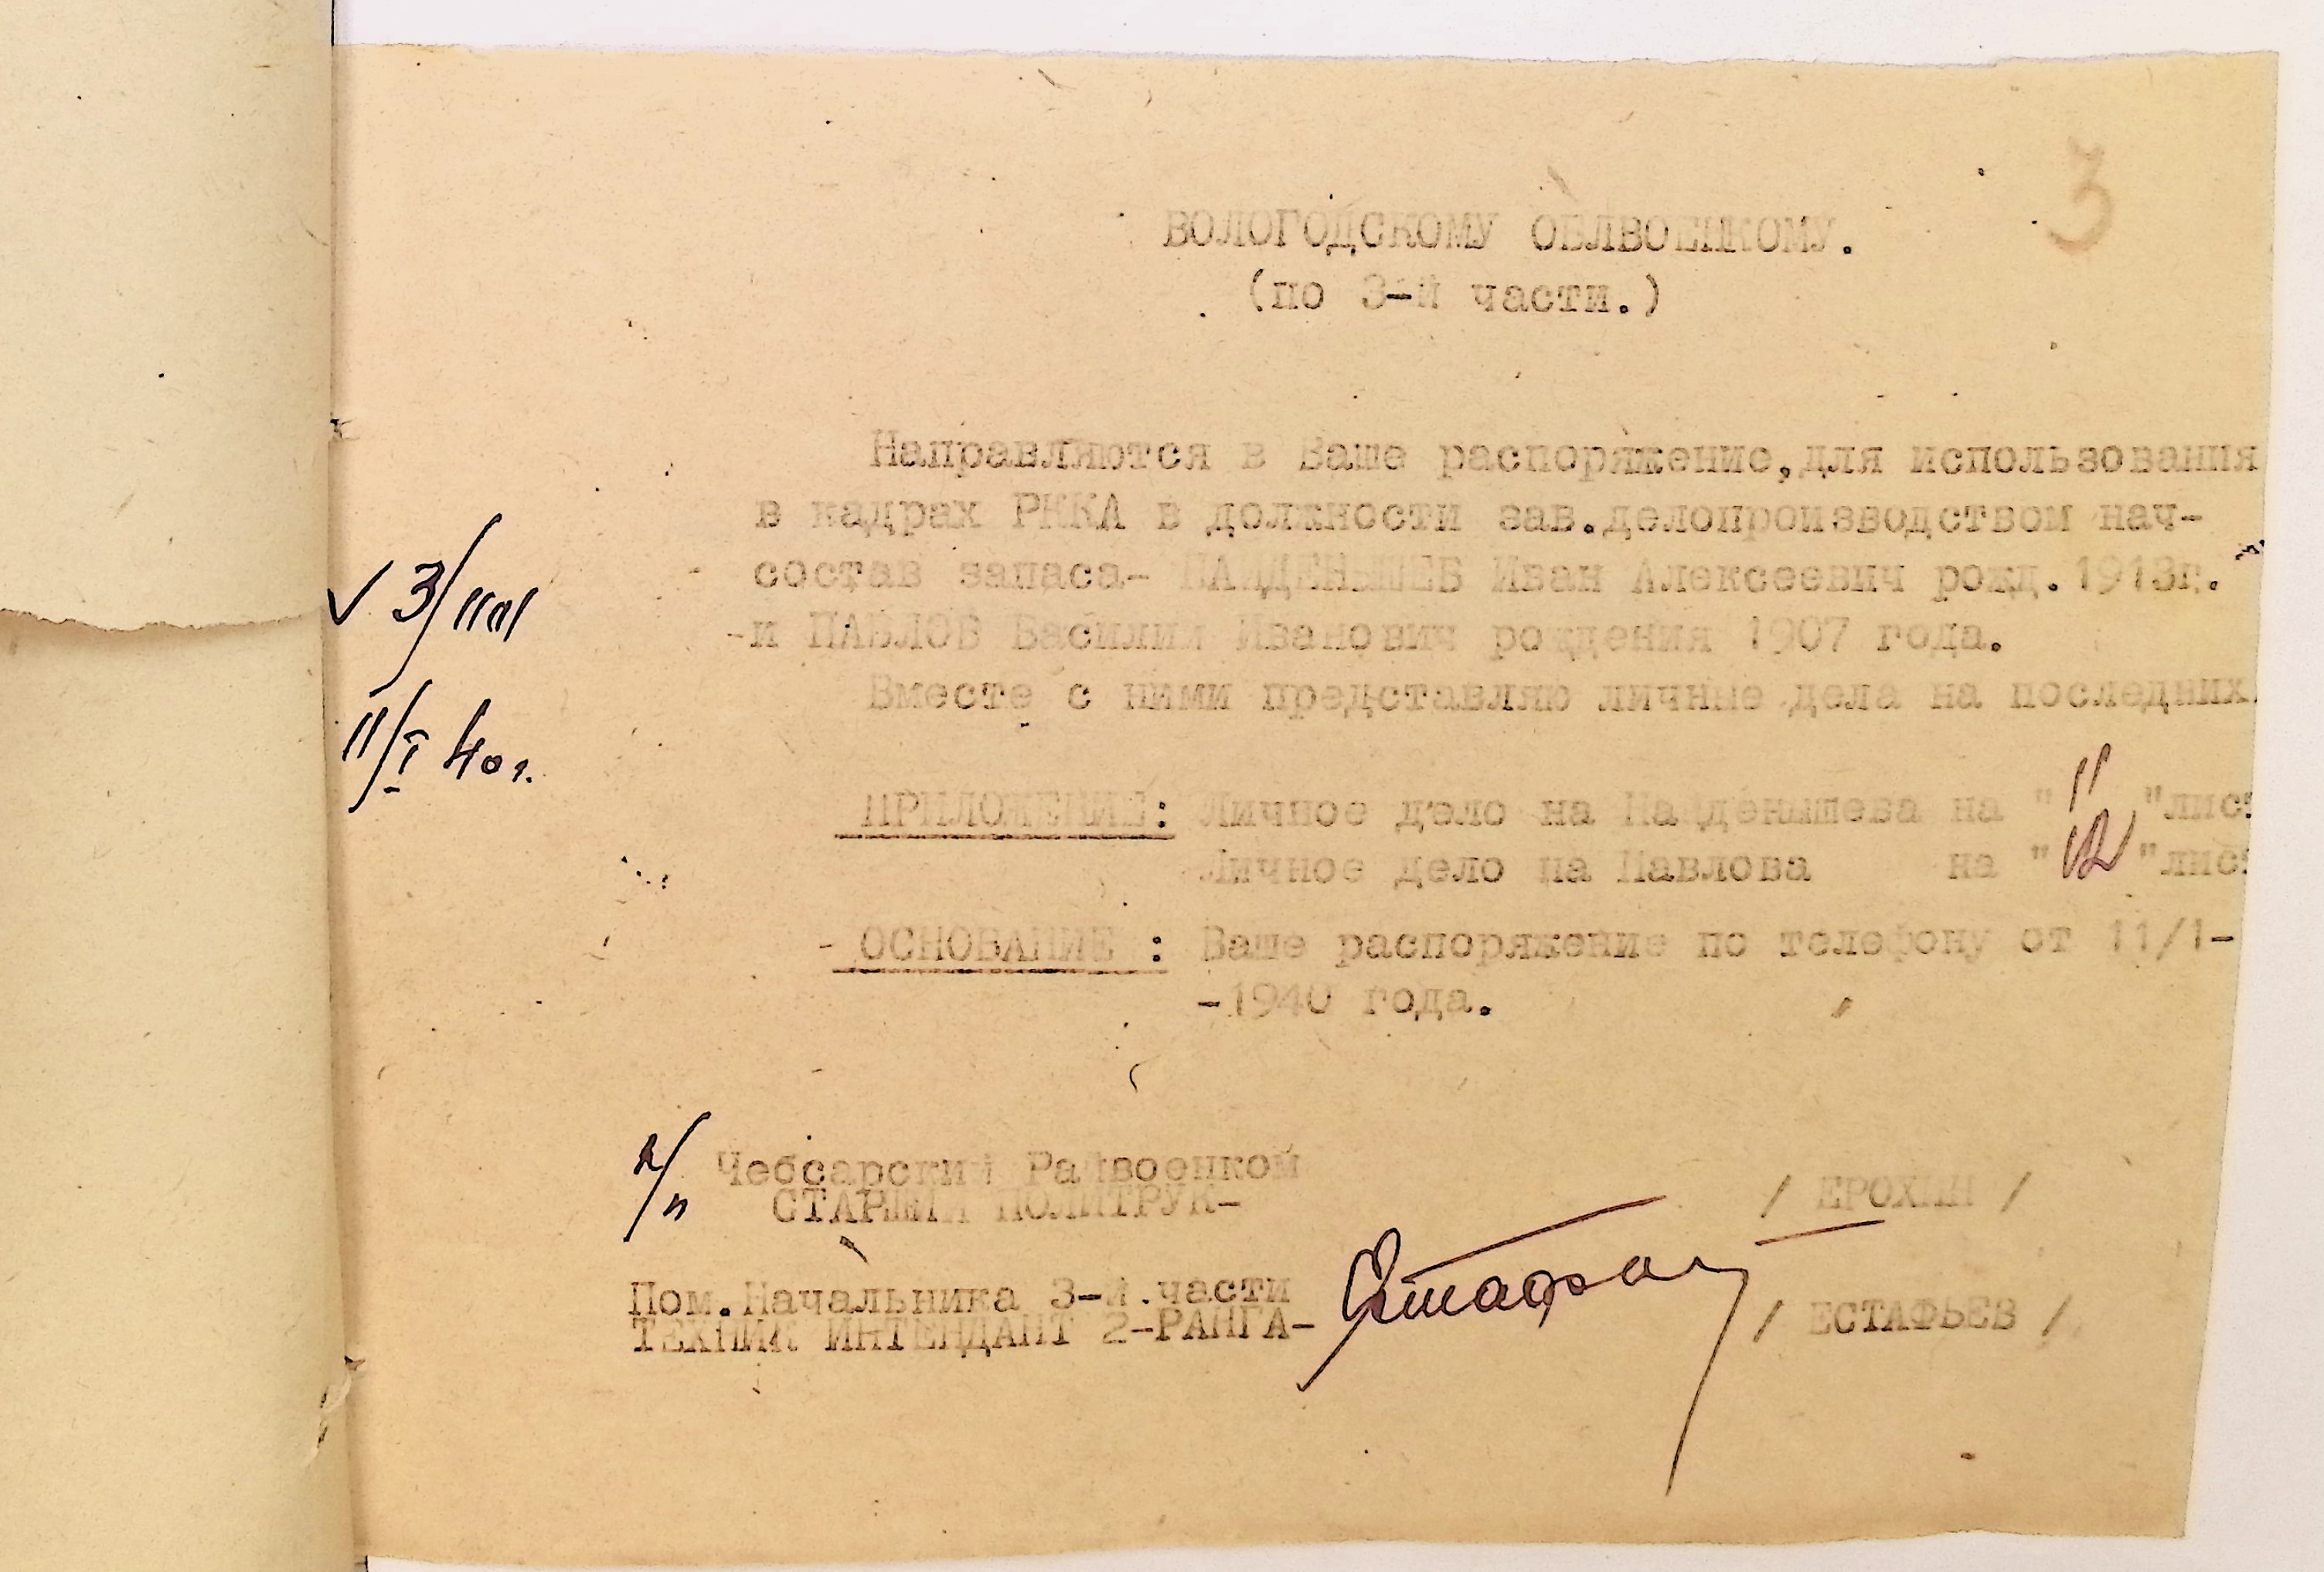 3
ВОЛОГОДСКОМУ ОБЛВОЕНКОМУ.
(по 3-й части.)
Направляются в Ваше распоряжение,для использования
в кадрах РККА в должности зав.делопроизводством нач-
состав запаса- НАЙДЕНЫШЕВ Иван Алексеевич рожд.1913г.
-и ПАВЛОВ Василий Иванович рождения 1907 года.
Вместе с ними представляю личные дела на последних.
3/1101
11/I 40 г.
ПРИЛОЖЕНИЕ: Личное дело на Найденышева на "11"лист
Личное дело на Павлова на "12"лист
- ОСНОВАНИЕ : Ваше распоряжение по телефону от 11/1-
-1940 года.
п/п Чебсарский Райвоенком
СТАРШИЙ ПОЛИТРУК- / ЕРОХИН /
Пом.Начальника 3-й части
ТЕХНИК ИНТЕНДАНТ 2-РАНГА- / ЕСТАФЬЕВ /